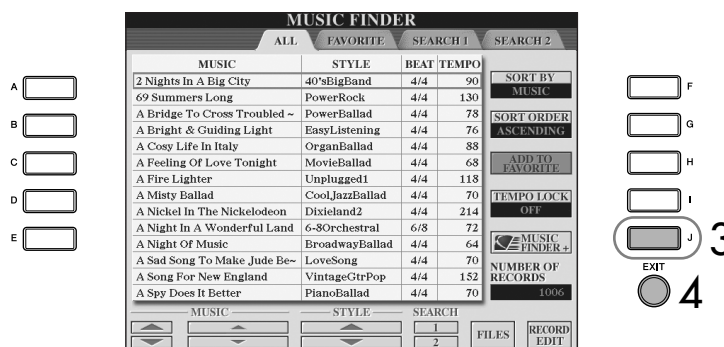 MUSIC FINDER
ALL FAVORITE SEARCH 1 SEARCH 2
MUSIC STYLE BEAT TEMPO
2 Nights In A Big City 40'sBigBand 4/4 90
69 Summers Long PowerRock 4/4 130
A Bridge To Cross Troubled ~ PowerBallad 4/4 78
A Bright & Guiding Light EasyListening 4/4 76
A Cosy Life In Italy OrganBallad 4/4 88
A Feeling Of Love Tonight MovieBallad 4/4 68
A Fire Lighter Unplugged1 4/4 118
A Misty Ballad CoolJazzBallad 4/4 70
A Nickel In The Nickelodeon Dixieland2 4/4 214
A Night In A Wonderful Land 6-8Orchestral 6/8 72
A Night Of Music BroadwayBallad 4/4 64
A Sad Song To Make Jude Be~ LoveSong 4/4 70
A Song For New England VintageGtrPop 4/4 152
A Spy Does It Better PianoBallad 4/4 70
SORT BY
MUSIC
SORT ORDER
ASCENDING
ADD TO
FAVORITE
TEMPO LOCK
OFF
MUSIC
FINDER +
NUMBER OF
RECORDS
1006
MUSIC STYLE SEARCH
1
2
FILES
RECORD
EDIT
A
B
C
D
E
F
G
H
I
J 3
EXIT
4